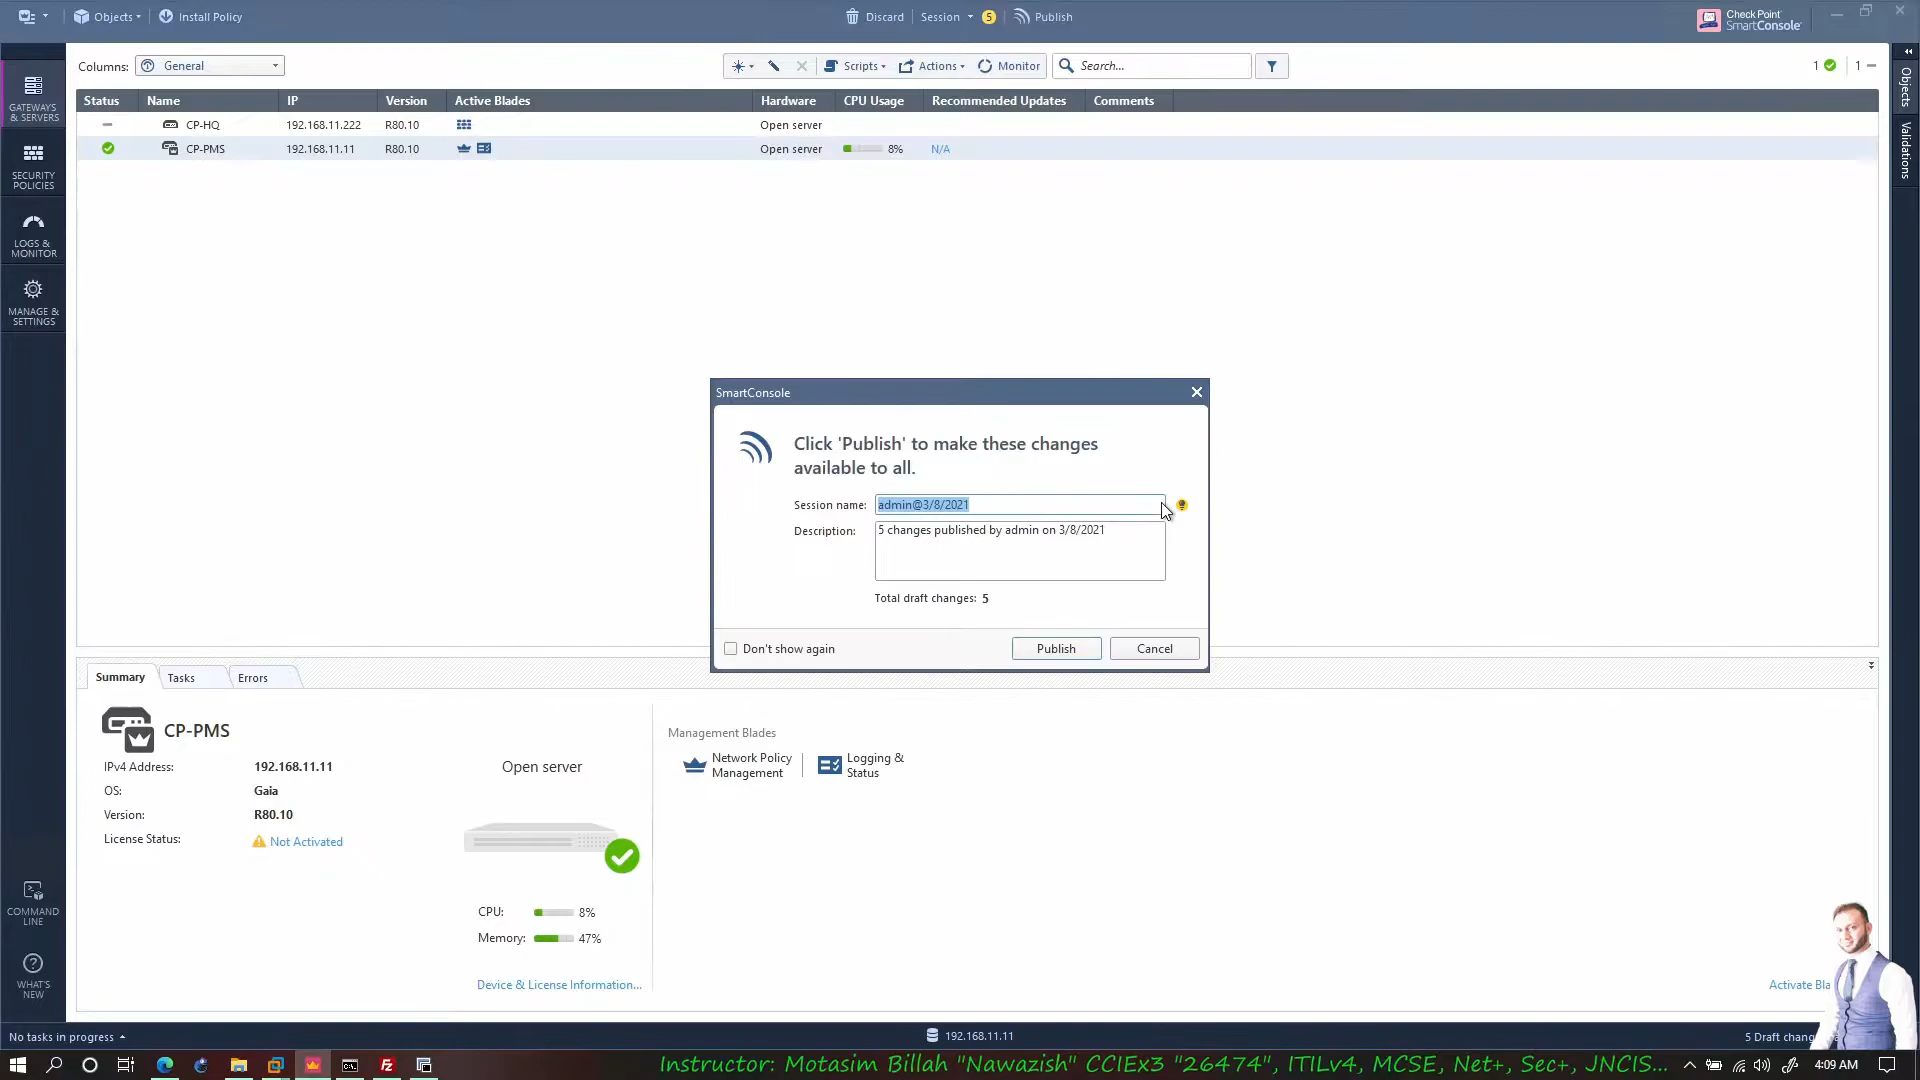 Objects
Install Policy
Discard
Session
5
Publish
Check Point
SmartConsole
Columns:
General
Scripts
Actions
Monitor
Search...
1
1
Objects
Validations
GATEWAYS
& SERVERS
SECURITY
POLICIES
LOGS &
MONITOR
MANAGE &
SETTINGS
COMMAND
LINE
WHAT'S
NEW
Status Name IP Version Active Blades Hardware CPU Usage Recommended Updates Comments
CP-HQ 192.168.11.222 R80.10 Open server
CP-PMS 192.168.11.11 R80.10 Open server 8% N/A
SmartConsole
Click 'Publish' to make these changes
available to all.
Session name: admin@3/8/2021
Description: 5 changes published by admin on 3/8/2021
Total draft changes: 5
Don't show again
Publish
Cancel
Summary
Tasks
Errors
CP-PMS
IPv4 Address: 192.168.11.11
OS: Gaia
Version: R80.10
License Status: Not Activated
Open server
CPU: 8%
Memory: 47%
Device & License Information...
Management Blades
Network Policy
Management
Logging &
Status
Activate Bla
No tasks in progress
192.168.11.11
5 Draft chang
Instructor: Motasim Billah "Nawazish" CCIEx3 "26474", ITILv4, MCSE, Net+, Sec+, JNCIS...
4:09 AM